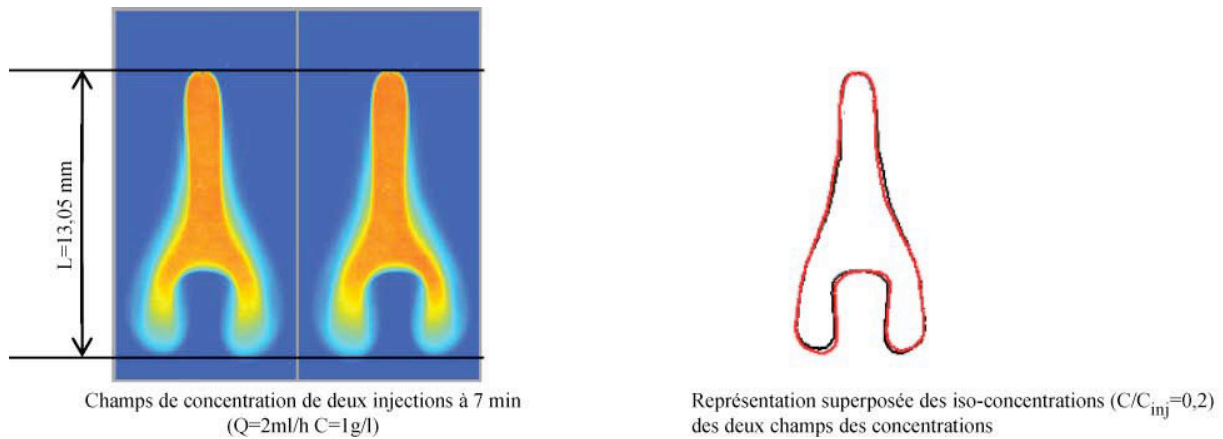 L=13,05 mm
Champs de concentration de deux injections à 7 min
(Q=2ml/h C=1g/l)
Représentation superposée des iso-concentrations (C/Cinj=0,2)
des deux champs des concentrations